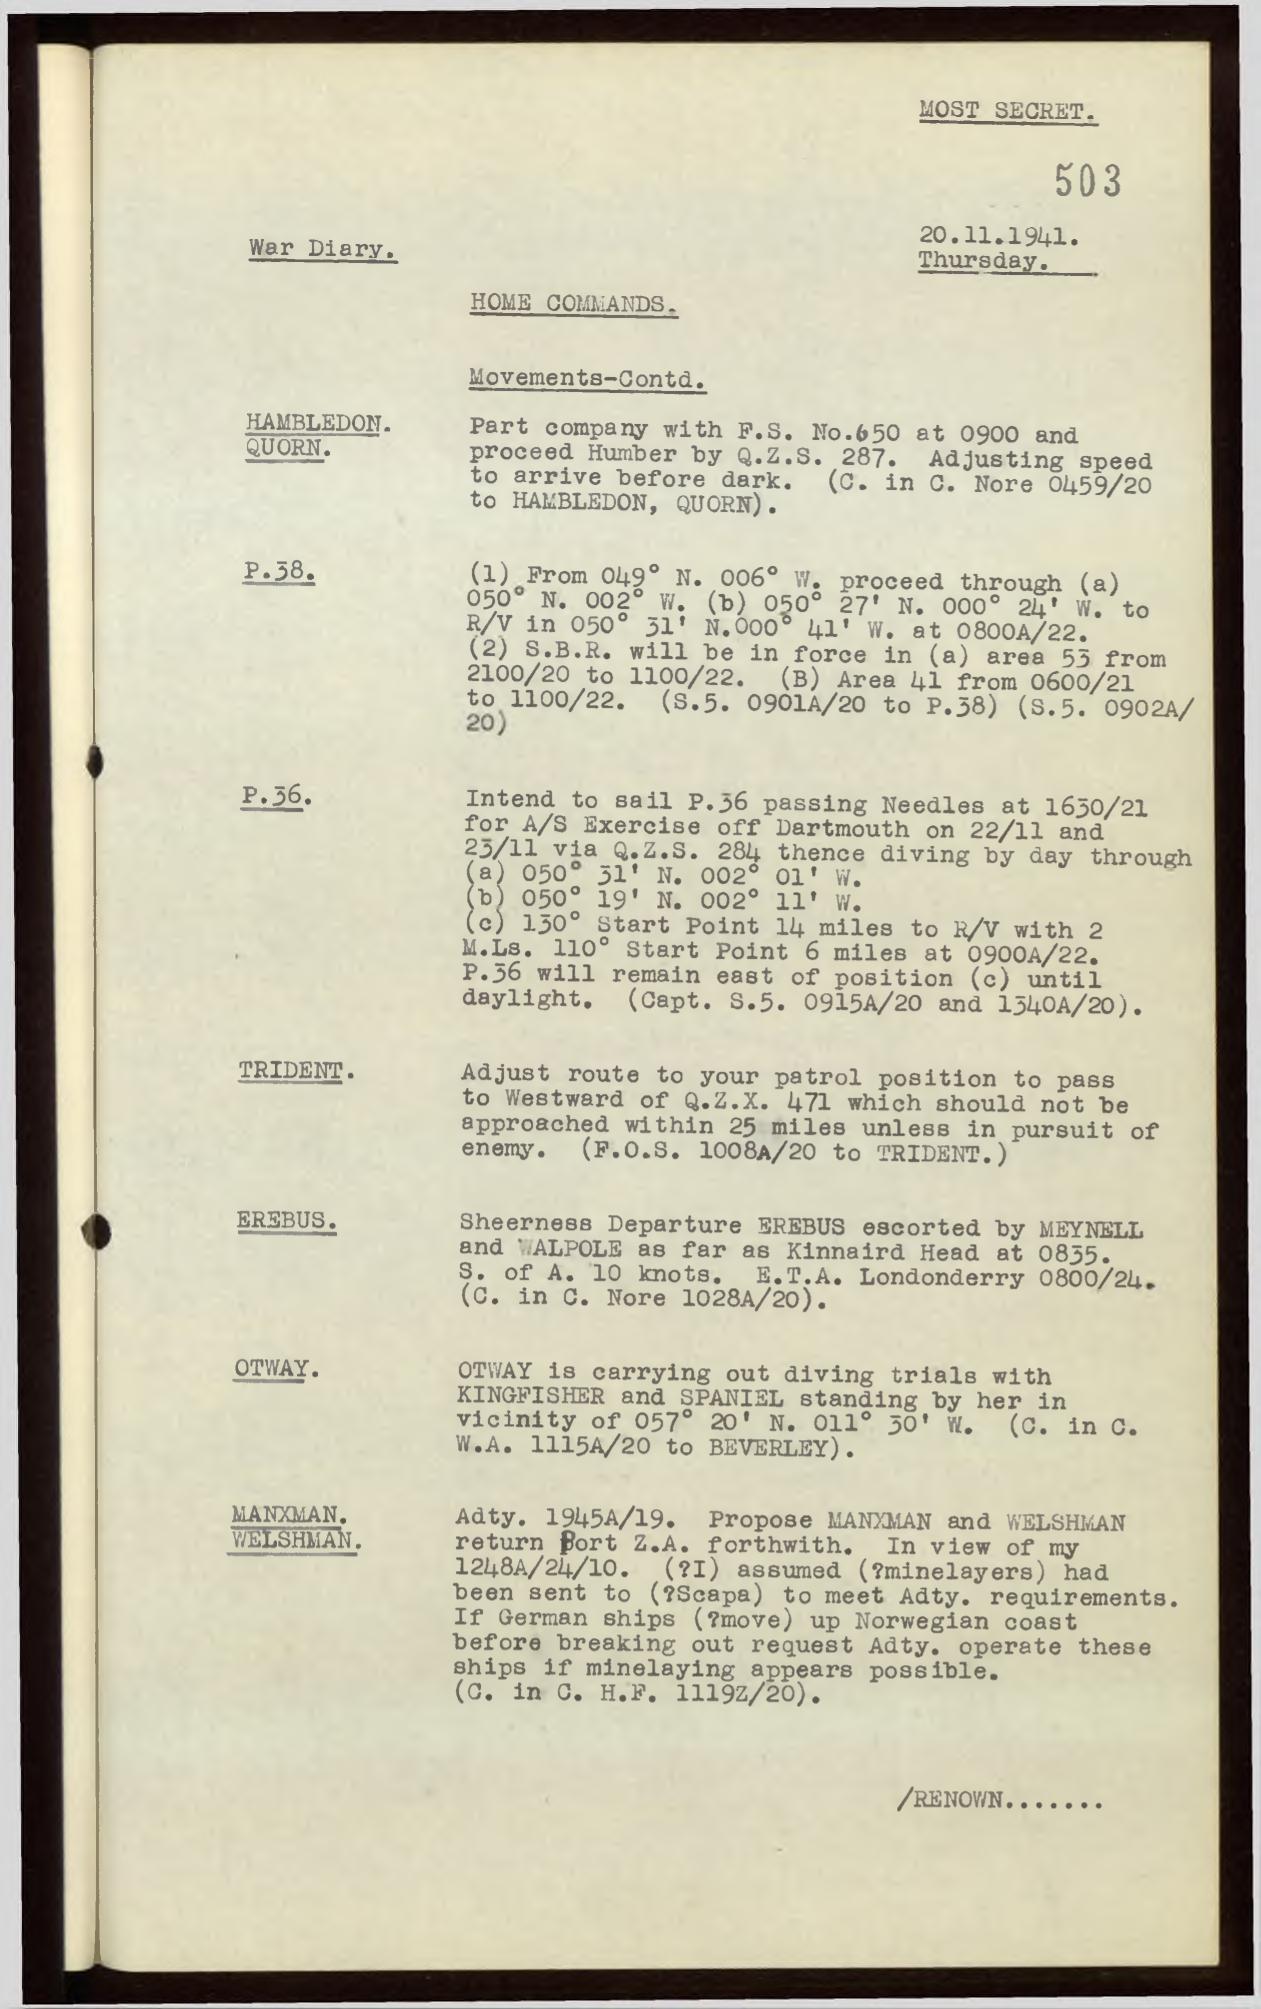 MOST SECRET.
503
20.11.1941.
War Diary.
Thursday.
HOME COMMANDS.
Movements-Contd.
HAMBLEDON.
QUORN.
Part company with F.S. No.650 at 0900 and
proceed Humber by Q.Z.S. 287. Adjusting speed
to arrive before dark. (C. in C. Nore 0459/20
to HAMBLEDON, QUORN).
P.38.
(1) From 049° N. 006° W. proceed through (a)
050° N. 002° W. (b) 050° 27' N. 000° 24' W. to
R/V in 050° 31' N.000° 41' W. at 0800A/22.
(2) S.B.R. will be in force in (a) area 53 from
2100/20 to 1100/22. (B) Area 41 from 0600/21
to 1100/22. (S.5. 0901A/20 to P.38) (S.5. 0902A/
20)
P.36.
Intend to sail P.36 passing Needles at 1630/21
for A/S Exercise off Dartmouth on 22/11 and
23/11 via Q.Z.S. 284 thence diving by day through
(a) 050° 31' N. 002° 01' W.
(b) 050° 19' N. 002° 11' W.
(c) 130° Start Point 14 miles to R/V with 2
M.Ls. 110° Start Point 6 miles at 0900A/22.
P.36 will remain east of position (c) until
daylight. (Capt. S.5. 0915A/20 and 1340A/20).
TRIDENT.
Adjust route to your patrol position to pass
to Westward of Q.Z.X. 471 which should not be
approached within 25 miles unless in pursuit of
enemy. (F.O.S. 1008A/20 to TRIDENT.)
EREBUS.
Sheerness Departure EREBUS escorted by MEYNELL
and WALPOLE as far as Kinnaird Head at 0835.
S. of A. 10 knots. E.T.A. Londonderry 0800/24.
(C. in C. Nore 1028A/20).
OTWAY.
OTWAY is carrying out diving trials with
KINGFISHER and SPANIEL standing by her in
vicinity of 057° 20' N. 011° 30' W. (C. in C.
W.A. 1115A/20 to BEVERLEY).
MANXMAN.
WELSHMAN.
Adty. 1945A/19. Propose MANXMAN and WELSHMAN
return Port Z.A. forthwith. In view of my
1248A/24/10. (?I) assumed (?minelayers) had
been sent to (?Scapa) to meet Adty. requirements.
If German ships (?move) up Norwegian coast
before breaking out request Adty. operate these
ships if minelaying appears possible.
(C. in C. H.F. 1119Z/20).
/RENOWN.......